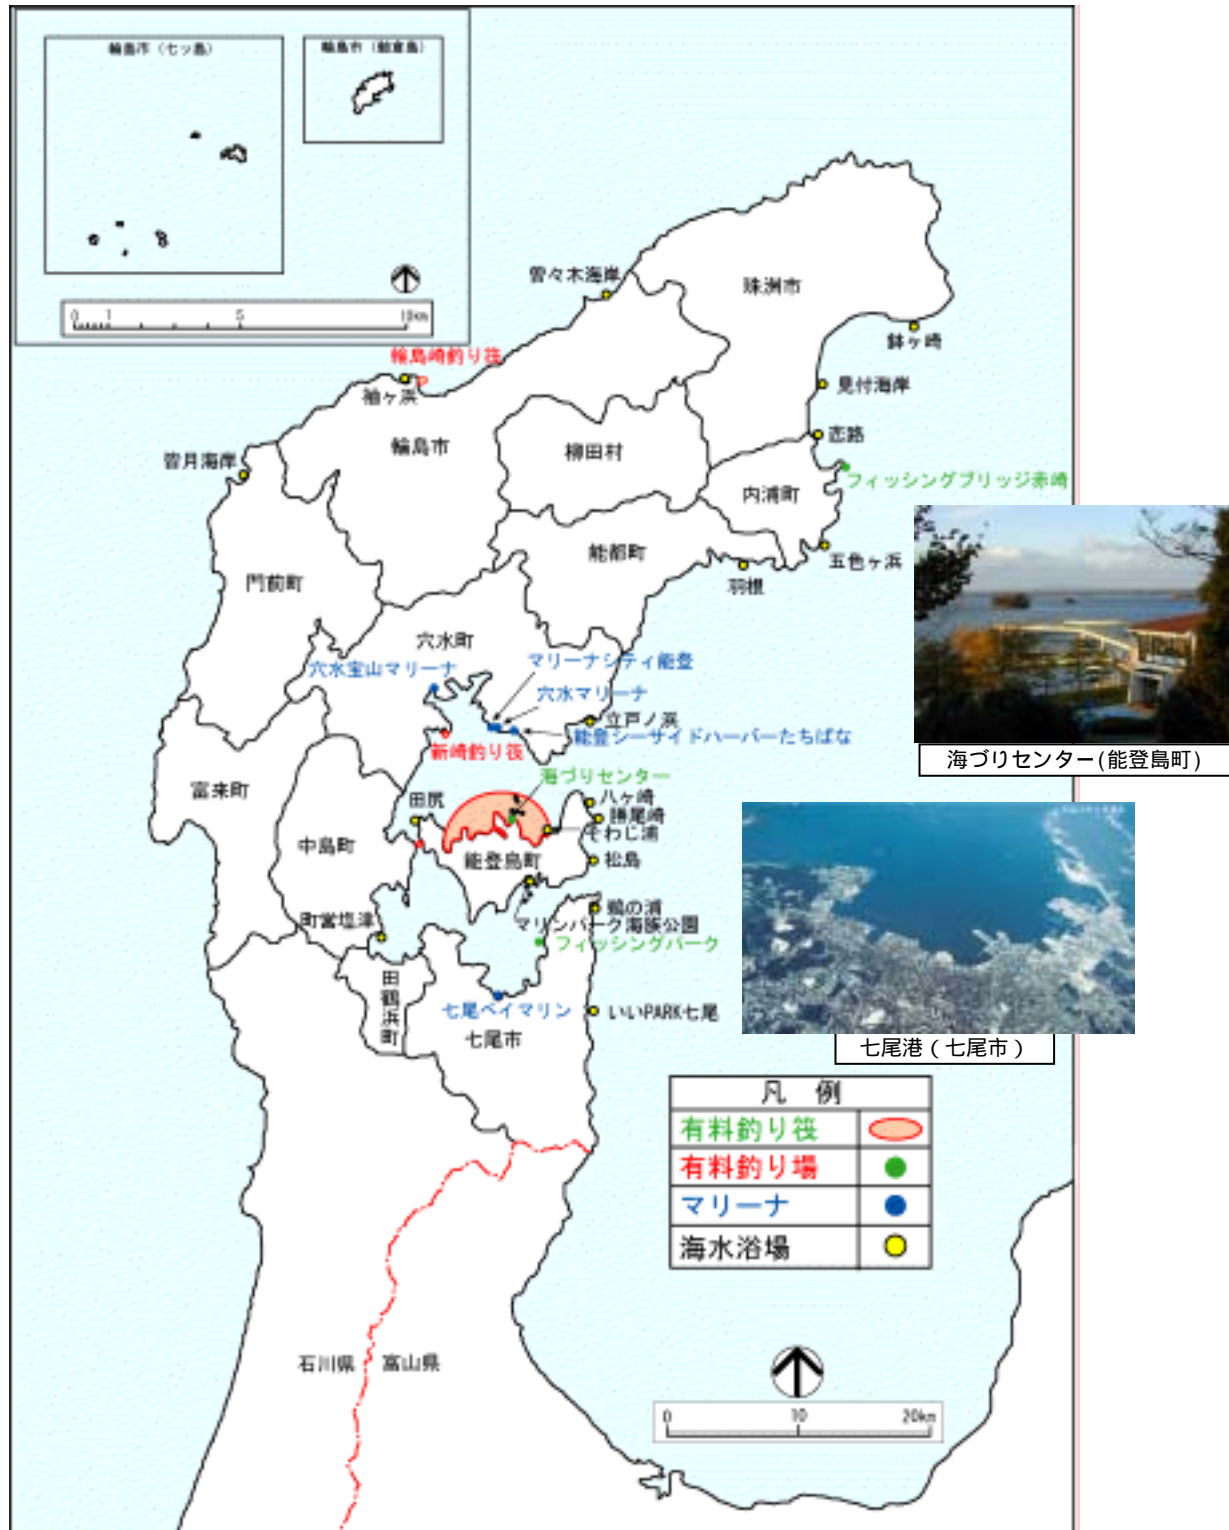 輪島市（七ッ島）
輪島市（舳倉島）
0 1 5 10km
曽々木海岸
珠洲市
鉢ヶ崎
輪島崎釣り筏
袖ヶ浜
見付海岸
輪島市
柳田村
恋路
皆月海岸
フィッシングブリッジ赤崎
内浦町
能都町
五色ヶ浜
羽根
門前町
穴水町
マリーナシティ能登
穴水宝山マリーナ
穴水マリーナ
立戸ノ浜
能登シーサイドハーバーたちばな
新崎釣り筏
海づりセンター(能登島町)
海づりセンター
富来町
田尻
八ヶ崎
勝尾崎
そわじ浦
中島町
能登島町
松島
鵜の浦
町営塩津
マリンパーク海族公園
フィッシングパーク
田鶴浜町
七尾ベイマリン
いいPARK七尾
七尾市
七尾港（七尾市）
凡 例
有料釣り筏
有料釣り場
マリーナ
海水浴場
石川県
富山県
0 10 20km